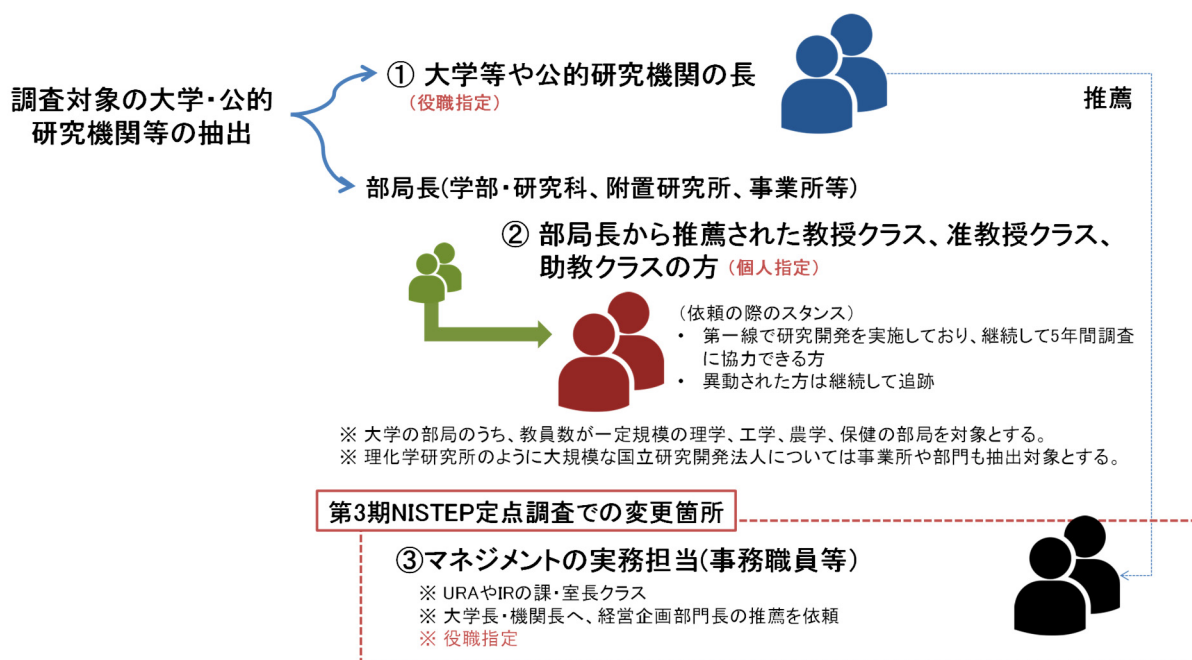 ① 大学等や公的研究機関の長
(役職指定)
調査対象の大学・公的
研究機関等の抽出
推薦
部局長(学部・研究科、附置研究所、事業所等)
② 部局長から推薦された教授クラス、准教授クラス、
助教クラスの方 (個人指定)
(依頼の際のスタンス)
• 第一線で研究開発を実施しており、継続して5年間調査
に協力できる方
• 異動された方は継続して追跡
※ 大学の部局のうち、教員数が一定規模の理学、工学、農学、保健の部局を対象とする。
※ 理化学研究所のように大規模な国立研究開発法人については事業所や部門も抽出対象とする。
第3期NISTEP定点調査での変更箇所
③マネジメントの実務担当(事務職員等)
※ URAやIRの課・室長クラス
※ 大学長・機関長へ、経営企画部門長の推薦を依頼
※ 役職指定